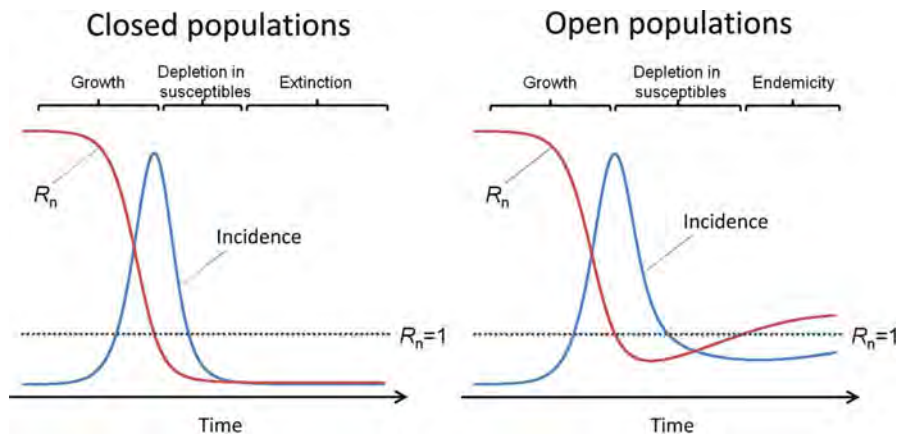 Closed populations
Growth
Depletion in
susceptibles
Extinction
Rn
Incidence
Rn=1
Time
Open populations
Growth
Depletion in
susceptibles
Endemicity
Rn
Incidence
Rn=1
Time